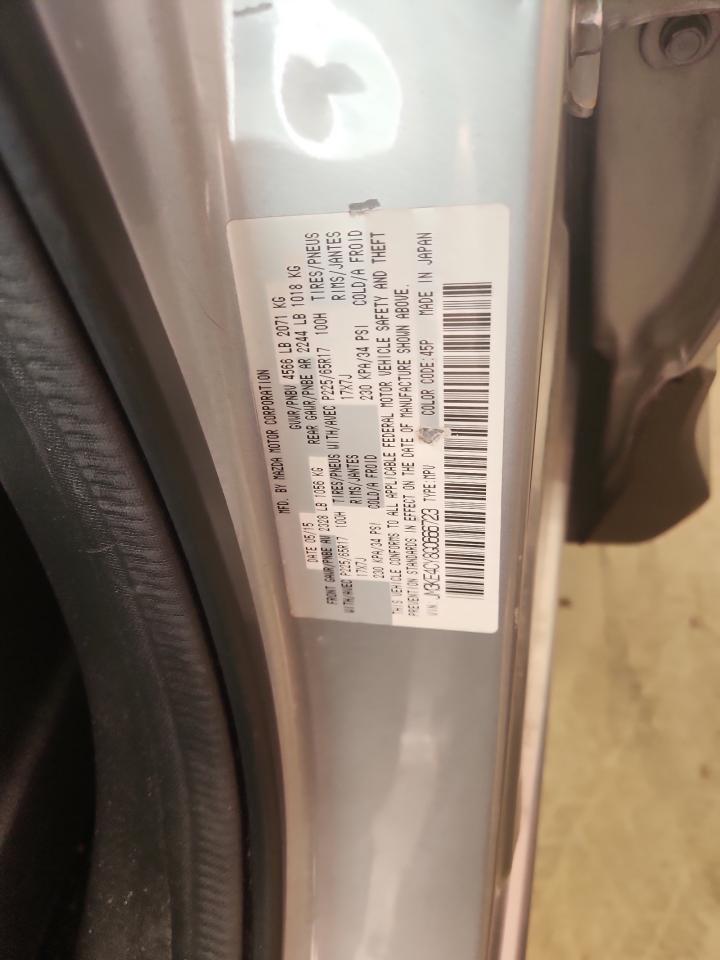 MFD. BY MAZDA MOTOR CORPORATION
DATE 05/15 GVWR/PNBV 4566 LB 2071 KG
FRONT GAWR/PNBE AV 2328 LB 1056 KG REAR GAWR/PNBE AR 2244 LB 1018 KG
WITH/AVEC P225/65R17 100H TIRES/PNEUS WITH/AVEC P225/65R17 100H TIRES/PNEUS
17X7J RIMS/JANTES 17X7J RIMS/JANTES
230 KPA/34 PSI COLD/A FROID 230 KPA/34 PSI COLD/A FROID
THIS VEHICLE CONFORMS TO ALL APPLICABLE FEDERAL MOTOR VEHICLE SAFETY AND THEFT
PREVENTION STANDARDS IN EFFECT ON THE DATE OF MANUFACTURE SHOWN ABOVE.
VIN: JM3KE4CY8G0666723 TYPE:MPV COLOR CODE:45P MADE IN JAPAN